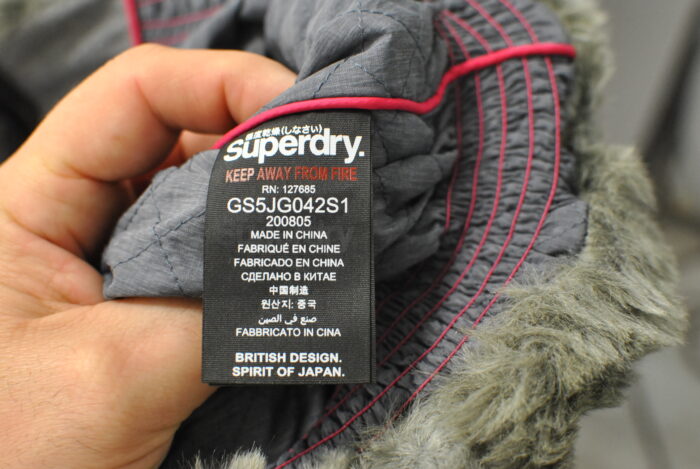 極度乾燥(しなさい)
Superdry.
KEEP AWAY FROM FIRE
RN: 127685
GS5JG042S1
200805
MADE IN CHINA
FABRIQUÉ EN CHINE
FABRICADO EN CHINA
СДЕЛАНО В КИТАЕ
中国制造
원산지: 중국
صنع في الصين
FABBRICATO IN CINA
BRITISH DESIGN.
SPIRIT OF JAPAN.